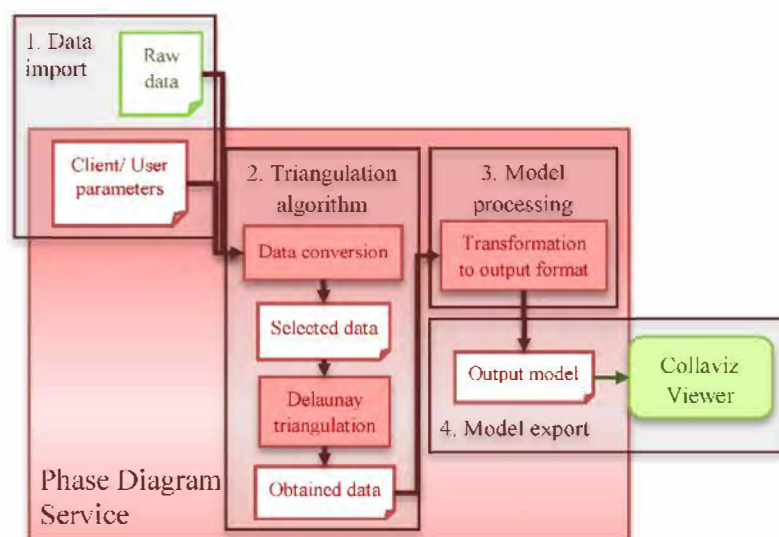 1. Data
import
Raw
data
Client/ User
parameters
2. Triangulation
algorithm
Data conversion
Selected data
Delaunay
triangulation
Obtained data
3. Model
processing
Transformation
to output format
Output model
4. Model export
Collaviz
Viewer
Phase Diagram
Service